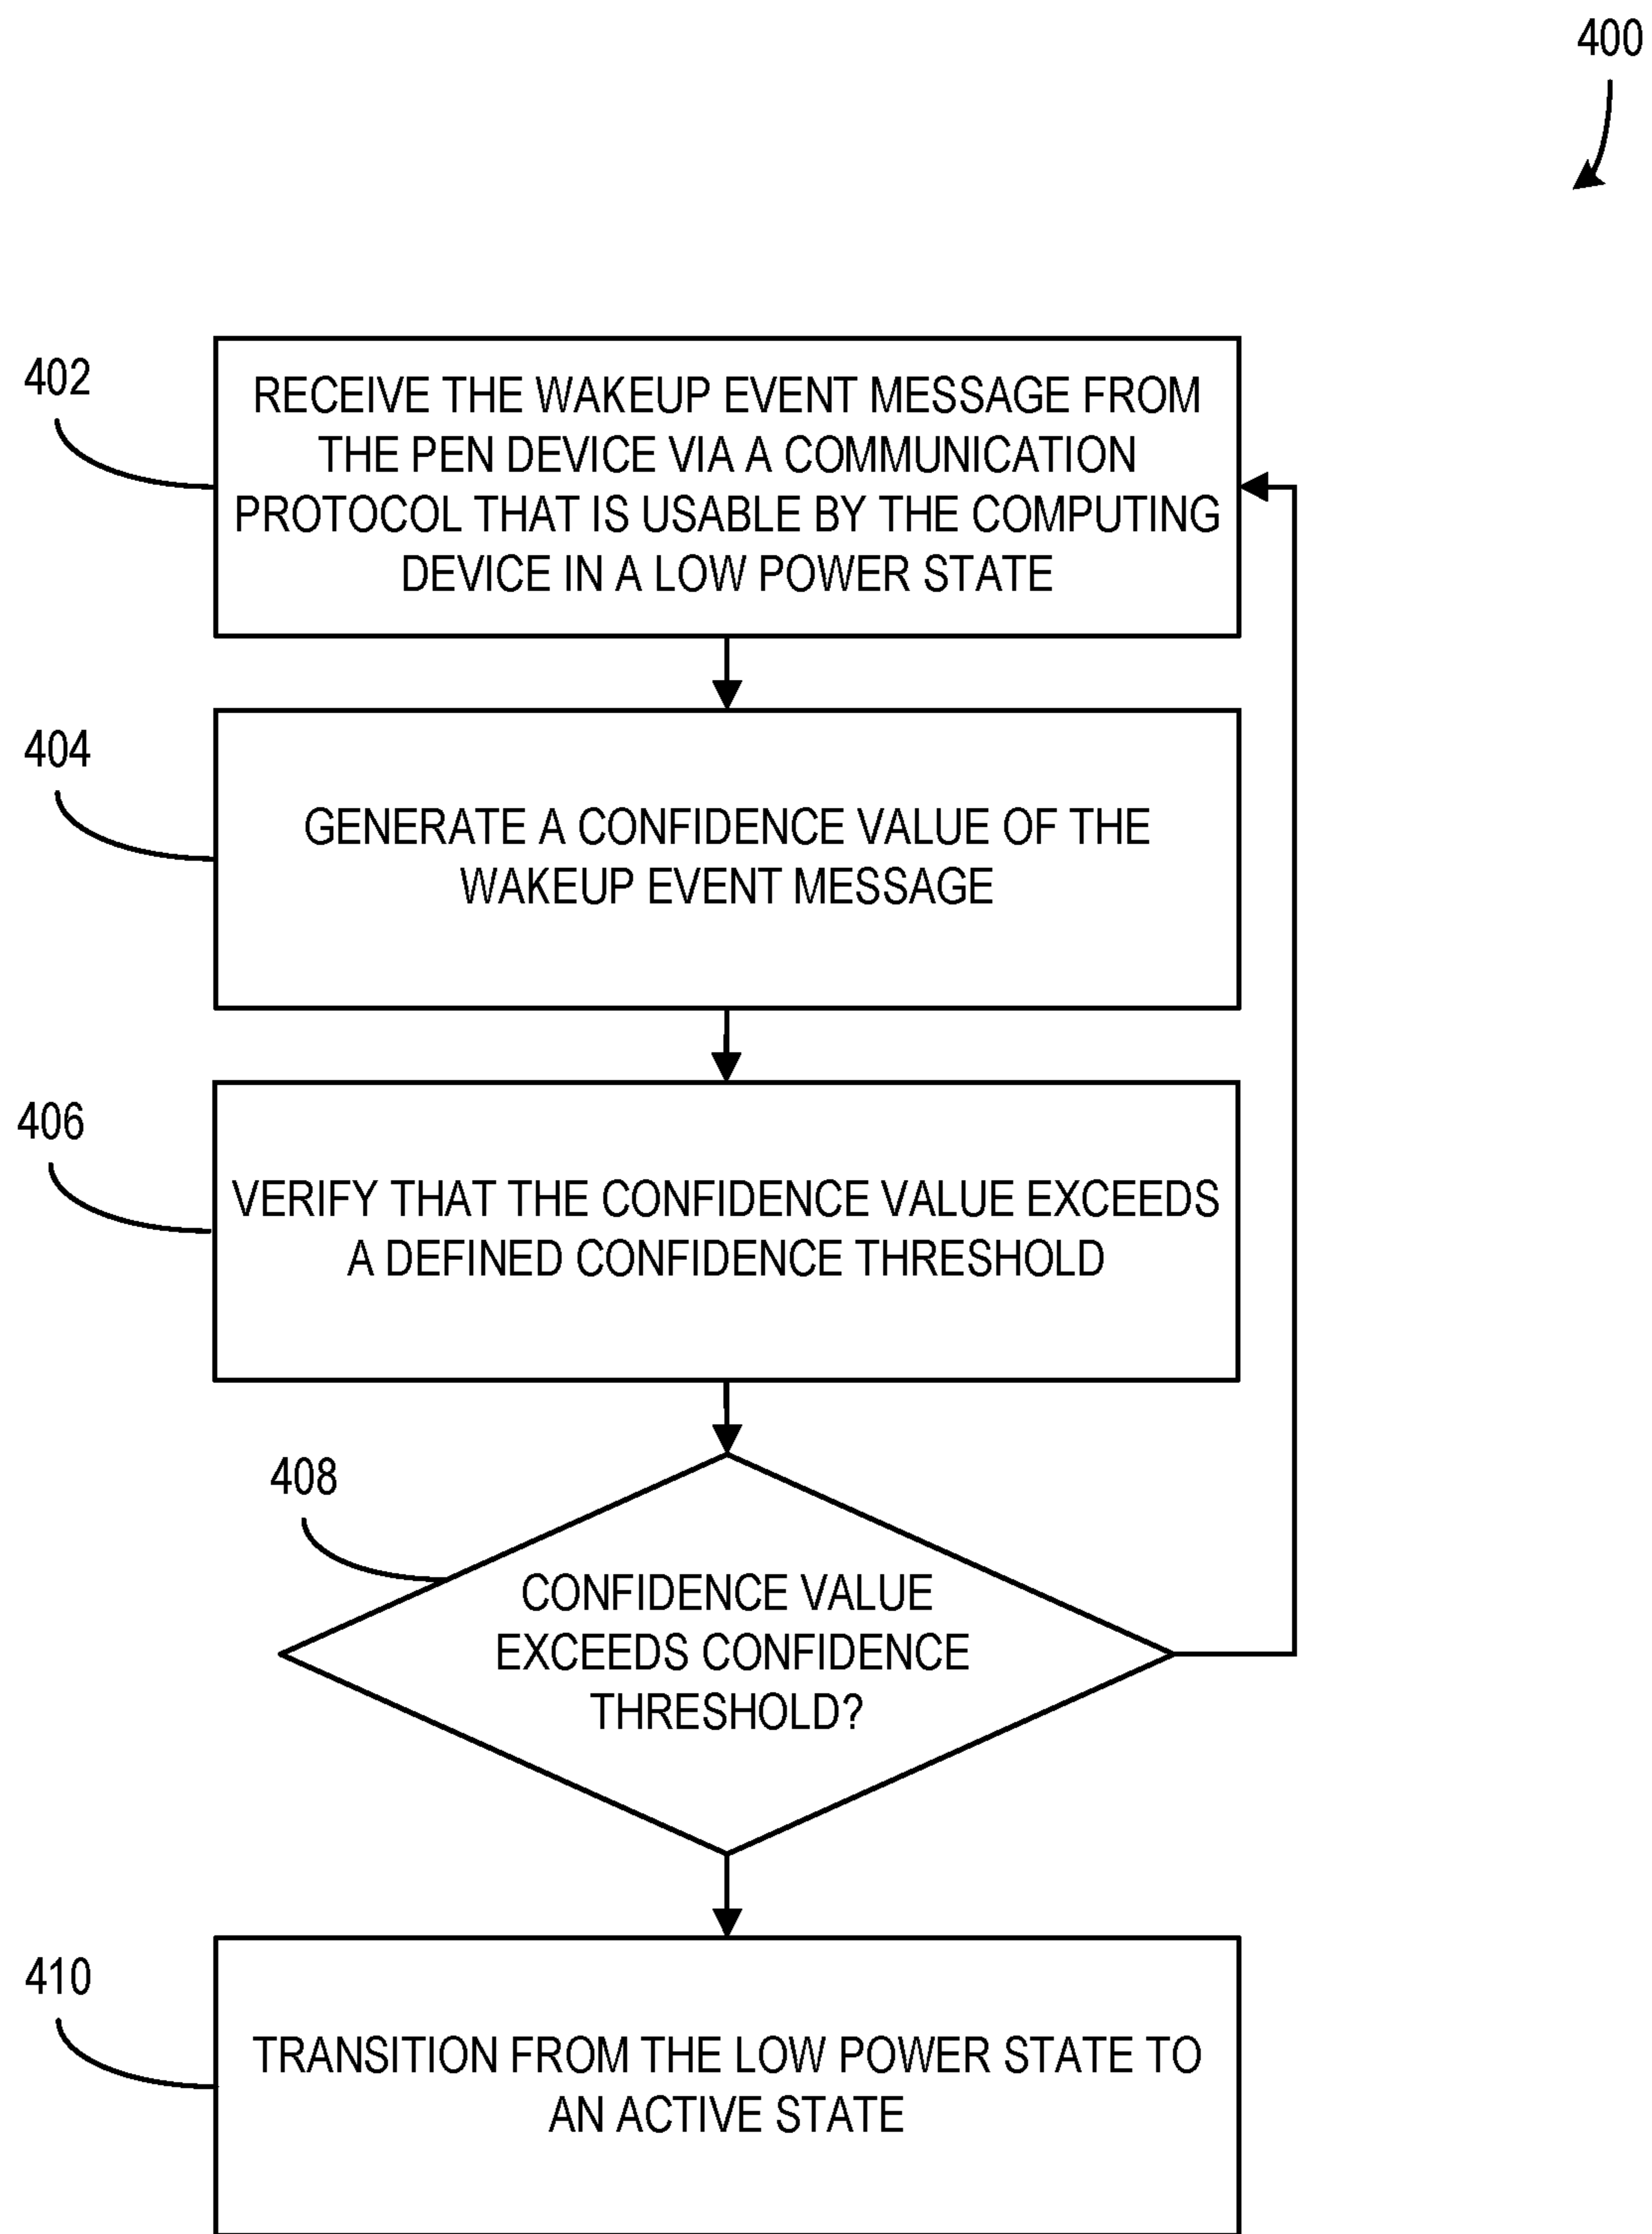 400
402
RECEIVE THE WAKEUP EVENT MESSAGE FROM
THE PEN DEVICE VIA A COMMUNICATION
PROTOCOL THAT IS USABLE BY THE COMPUTING
DEVICE IN A LOW POWER STATE
404
GENERATE A CONFIDENCE VALUE OF THE
WAKEUP EVENT MESSAGE
406
VERIFY THAT THE CONFIDENCE VALUE EXCEEDS
A DEFINED CONFIDENCE THRESHOLD
408
CONFIDENCE VALUE
EXCEEDS CONFIDENCE
THRESHOLD?
410
TRANSITION FROM THE LOW POWER STATE TO
AN ACTIVE STATE